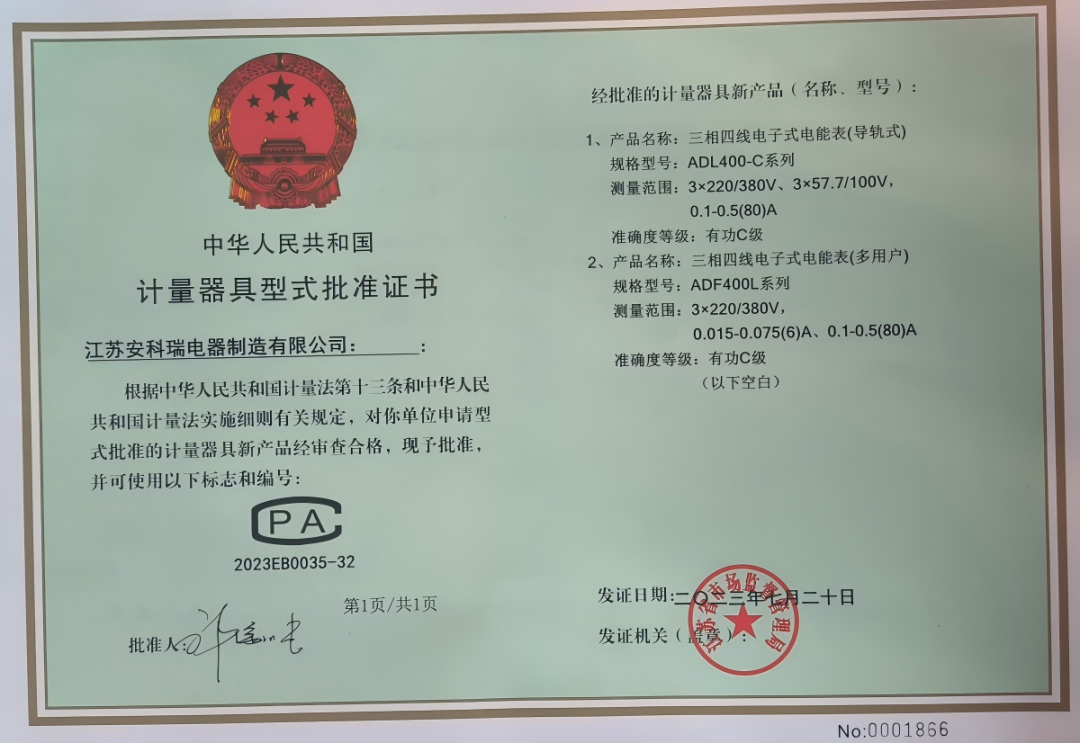 中华人民共和国
计量器具型式批准证书
江苏安科瑞电器制造有限公司: :
根据中华人民共和国计量法第十三条和中华人民
共和国计量法实施细则有关规定，对你单位申请型
式批准的计量器具新产品经审查合格，现予批准，
并可使用以下标志和编号:
CPA
2023EB0035-32
第1页/共1页
批准人:
经批准的计量器具新产品（名称、型号）:
1、产品名称: 三相四线电子式电能表(导轨式)
规格型号: ADL400-C系列
测量范围: 3×220/380V、3×57.7/100V，
0.1-0.5(80)A
准确度等级: 有功C级
2、产品名称: 三相四线电子式电能表(多用户)
规格型号: ADF400L系列
测量范围: 3×220/380V，
0.015-0.075(6)A、0.1-0.5(80)A
准确度等级: 有功C级
（以下空白）
发证日期:二〇二三年七月二十日
发证机关（盖章）:
江苏省市场监督管理局
No:0001866